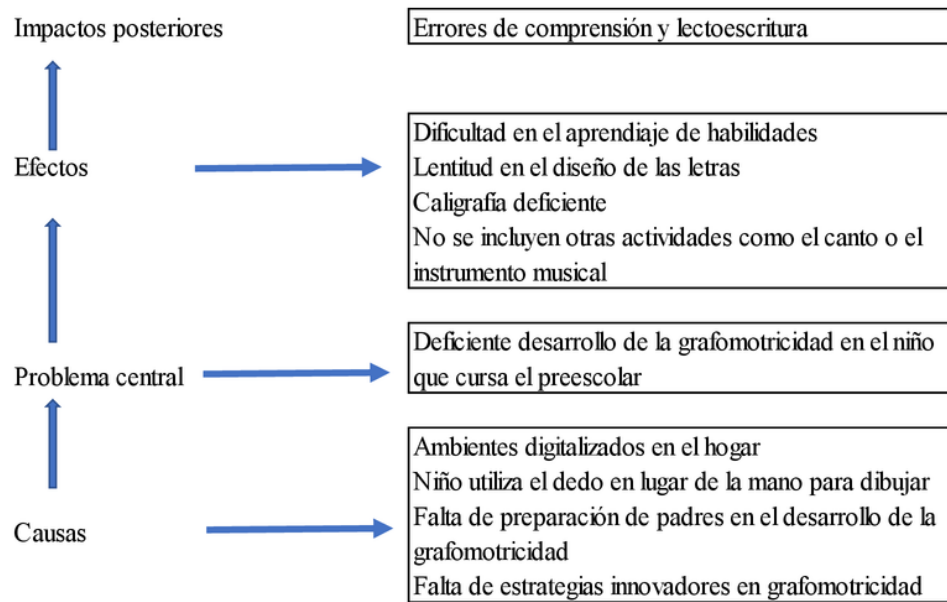 Impactos posteriores
Errores de comprensión y lectoescritura
Efectos
Dificultad en el aprendiaje de habilidades
Lentitud en el diseño de las letras
Caligrafía deficiente
No se incluyen otras actividades como el canto o el
instrumento musical
Problema central
Deficiente desarrollo de la grafomotricidad en el niño
que cursa el preescolar
Causas
Ambientes digitalizados en el hogar
Niño utiliza el dedo en lugar de la mano para dibujar
Falta de preparación de padres en el desarrollo de la
grafomotricidad
Falta de estrategias innovadores en grafomotricidad